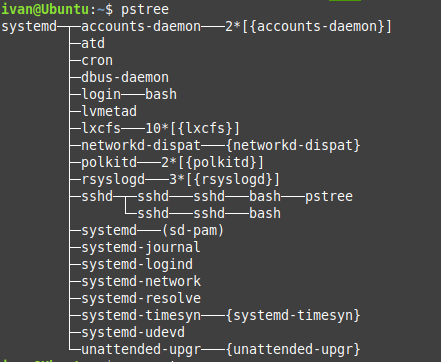 ivan@Ubuntu:~$ pstree
systemd─┬─accounts-daemon───2*[{accounts-daemon}]
        ├─atd
        ├─cron
        ├─dbus-daemon
        ├─login───bash
        ├─lvmetad
        ├─lxcfs───10*[{lxcfs}]
        ├─networkd-dispat───{networkd-dispat}
        ├─polkitd───2*[{polkitd}]
        ├─rsyslogd───3*[{rsyslogd}]
        ├─sshd─┬─sshd───sshd───bash───pstree
        │      └─sshd───sshd───bash
        ├─systemd───(sd-pam)
        ├─systemd-journal
        ├─systemd-logind
        ├─systemd-network
        ├─systemd-resolve
        ├─systemd-timesyn───{systemd-timesyn}
        ├─systemd-udevd
        └─unattended-upgr───{unattended-upgr}